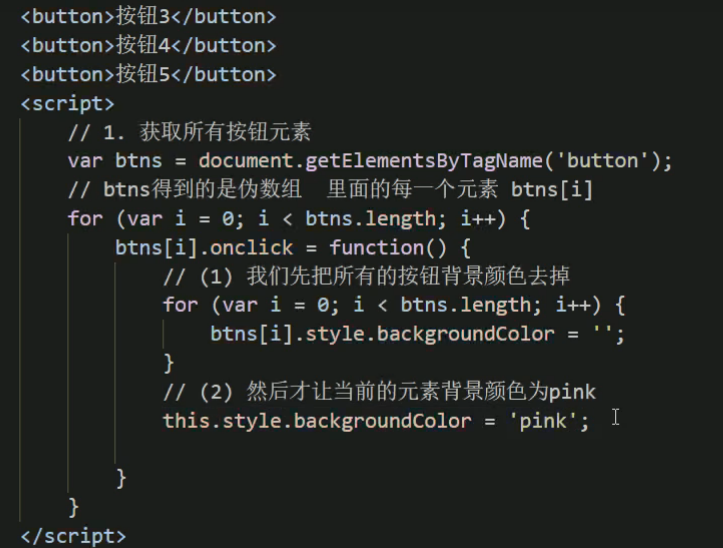 <button>按钮3</button>
<button>按钮4</button>
<button>按钮5</button>
<script>
// 1. 获取所有按钮元素
var btns = document.getElementsByTagName('button');
// btns得到的是伪数组  里面的每一个元素 btns[i]
for (var i = 0; i < btns.length; i++) {
btns[i].onclick = function() {
// (1) 我们先把所有的按钮背景颜色去掉
for (var i = 0; i < btns.length; i++) {
btns[i].style.backgroundColor = '';
}
// (2) 然后才让当前的元素背景颜色为pink
this.style.backgroundColor = 'pink';
}
}
</script>